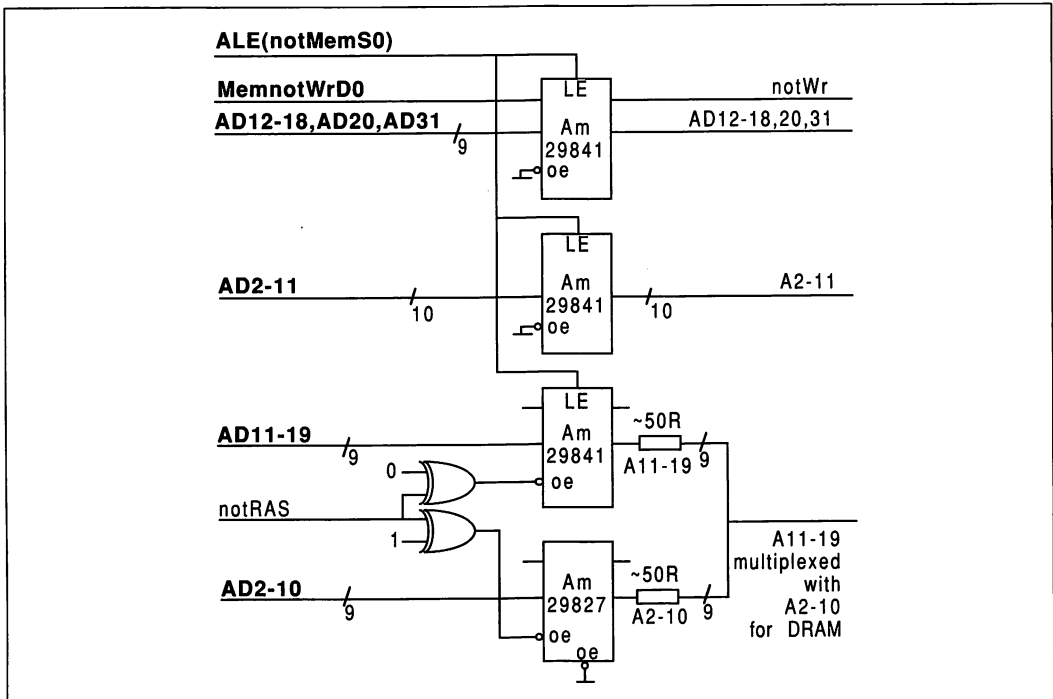 ALE(notMemS0)
MemnotWrD0
LE
notWr
AD12-18,AD20,AD31
9
Am
29841
AD12-18,20,31
oe
LE
AD2-11
10
Am
29841
A2-11
10
oe
LE
AD11-19
9
Am
29841
~50R
A11-19
9
0
oe
notRAS
1
A11-19
multiplexed
with
A2-10
for DRAM
AD2-10
9
Am
29827
~50R
A2-10
9
oe
oe